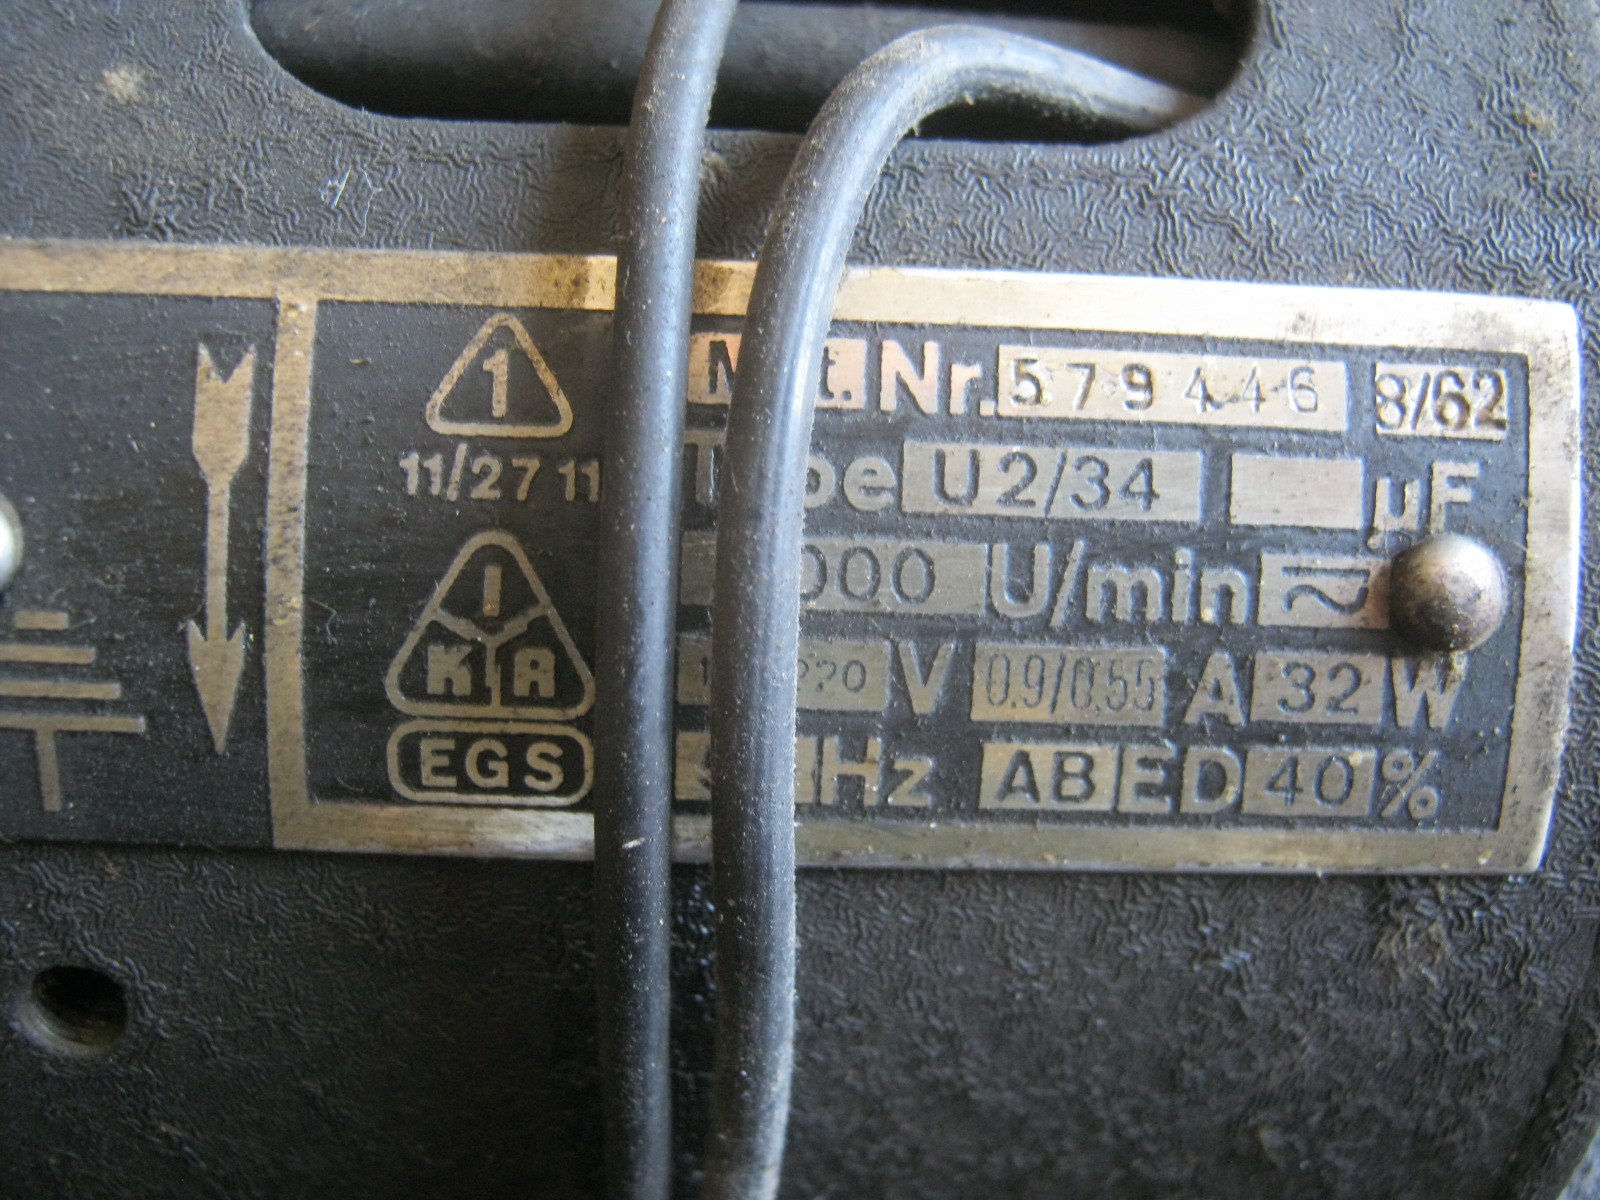 1
11/27 11
I
K A
EGS
Nr. 579446 8/62
U2/34 µF
U/min
220 V 0.9/0,55 A 32 W
Hz AB ED 40 %